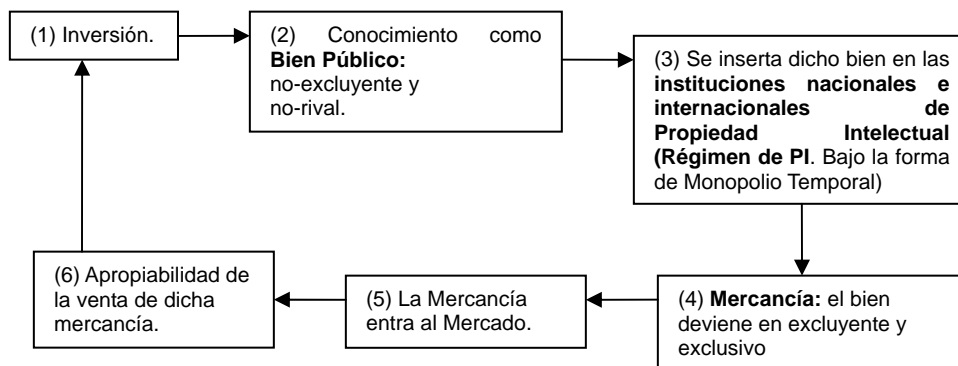 (1) Inversión.
(2) Conocimiento como
Bien Público:
no-excluyente y
no-rival.
(3) Se inserta dicho bien en las
instituciones nacionales e
internacionales de
Propiedad Intelectual
(Régimen de PI. Bajo la forma
de Monopolio Temporal)
(4) Mercancía: el bien
deviene en excluyente y
exclusivo
(5) La Mercancía
entra al Mercado.
(6) Apropiabilidad de
la venta de dicha
mercancía.